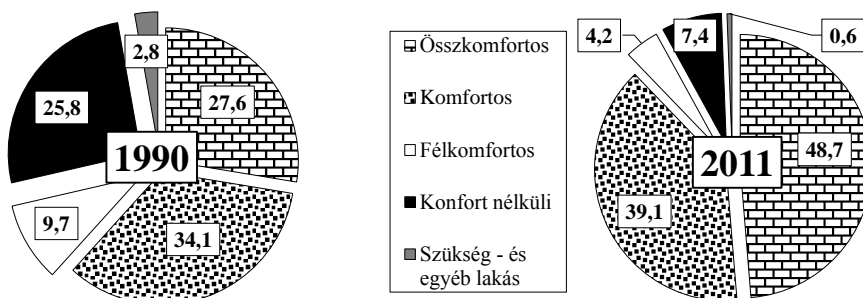 2,8
27,6
25,8
1990
9,7
34,1
Összkomfortos
Komfortos
Félkomfortos
Konfort nélküli
Szükség - és
egyéb lakás
4,2
7,4
0,6
48,7
2011
39,1